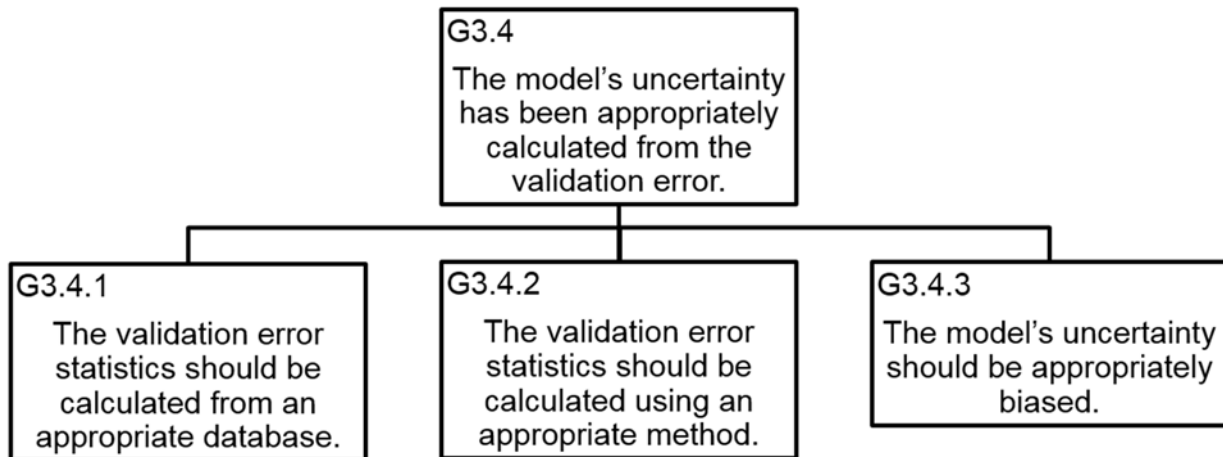 G3.4
The model’s uncertainty
has been appropriately
calculated from the
validation error.
G3.4.1
The validation error
statistics should be
calculated from an
appropriate database.
G3.4.2
The validation error
statistics should be
calculated using an
appropriate method.
G3.4.3
The model’s uncertainty
should be appropriately
biased.